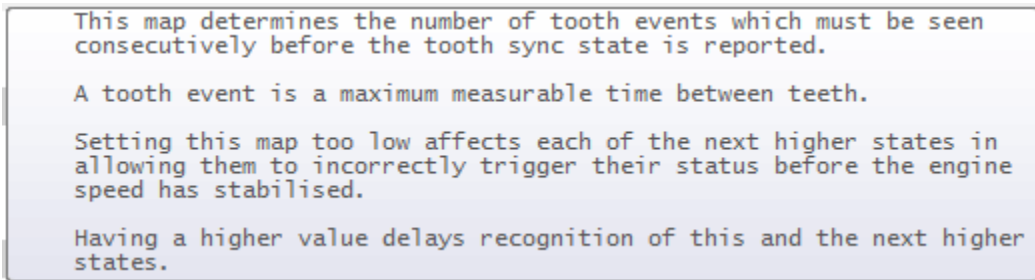 This map determines the number of tooth events which must be seen
consecutively before the tooth sync state is reported.
A tooth event is a maximum measurable time between teeth.
Setting this map too low affects each of the next higher states in
allowing them to incorrectly trigger their status before the engine
speed has stabilised.
Having a higher value delays recognition of this and the next higher
states.